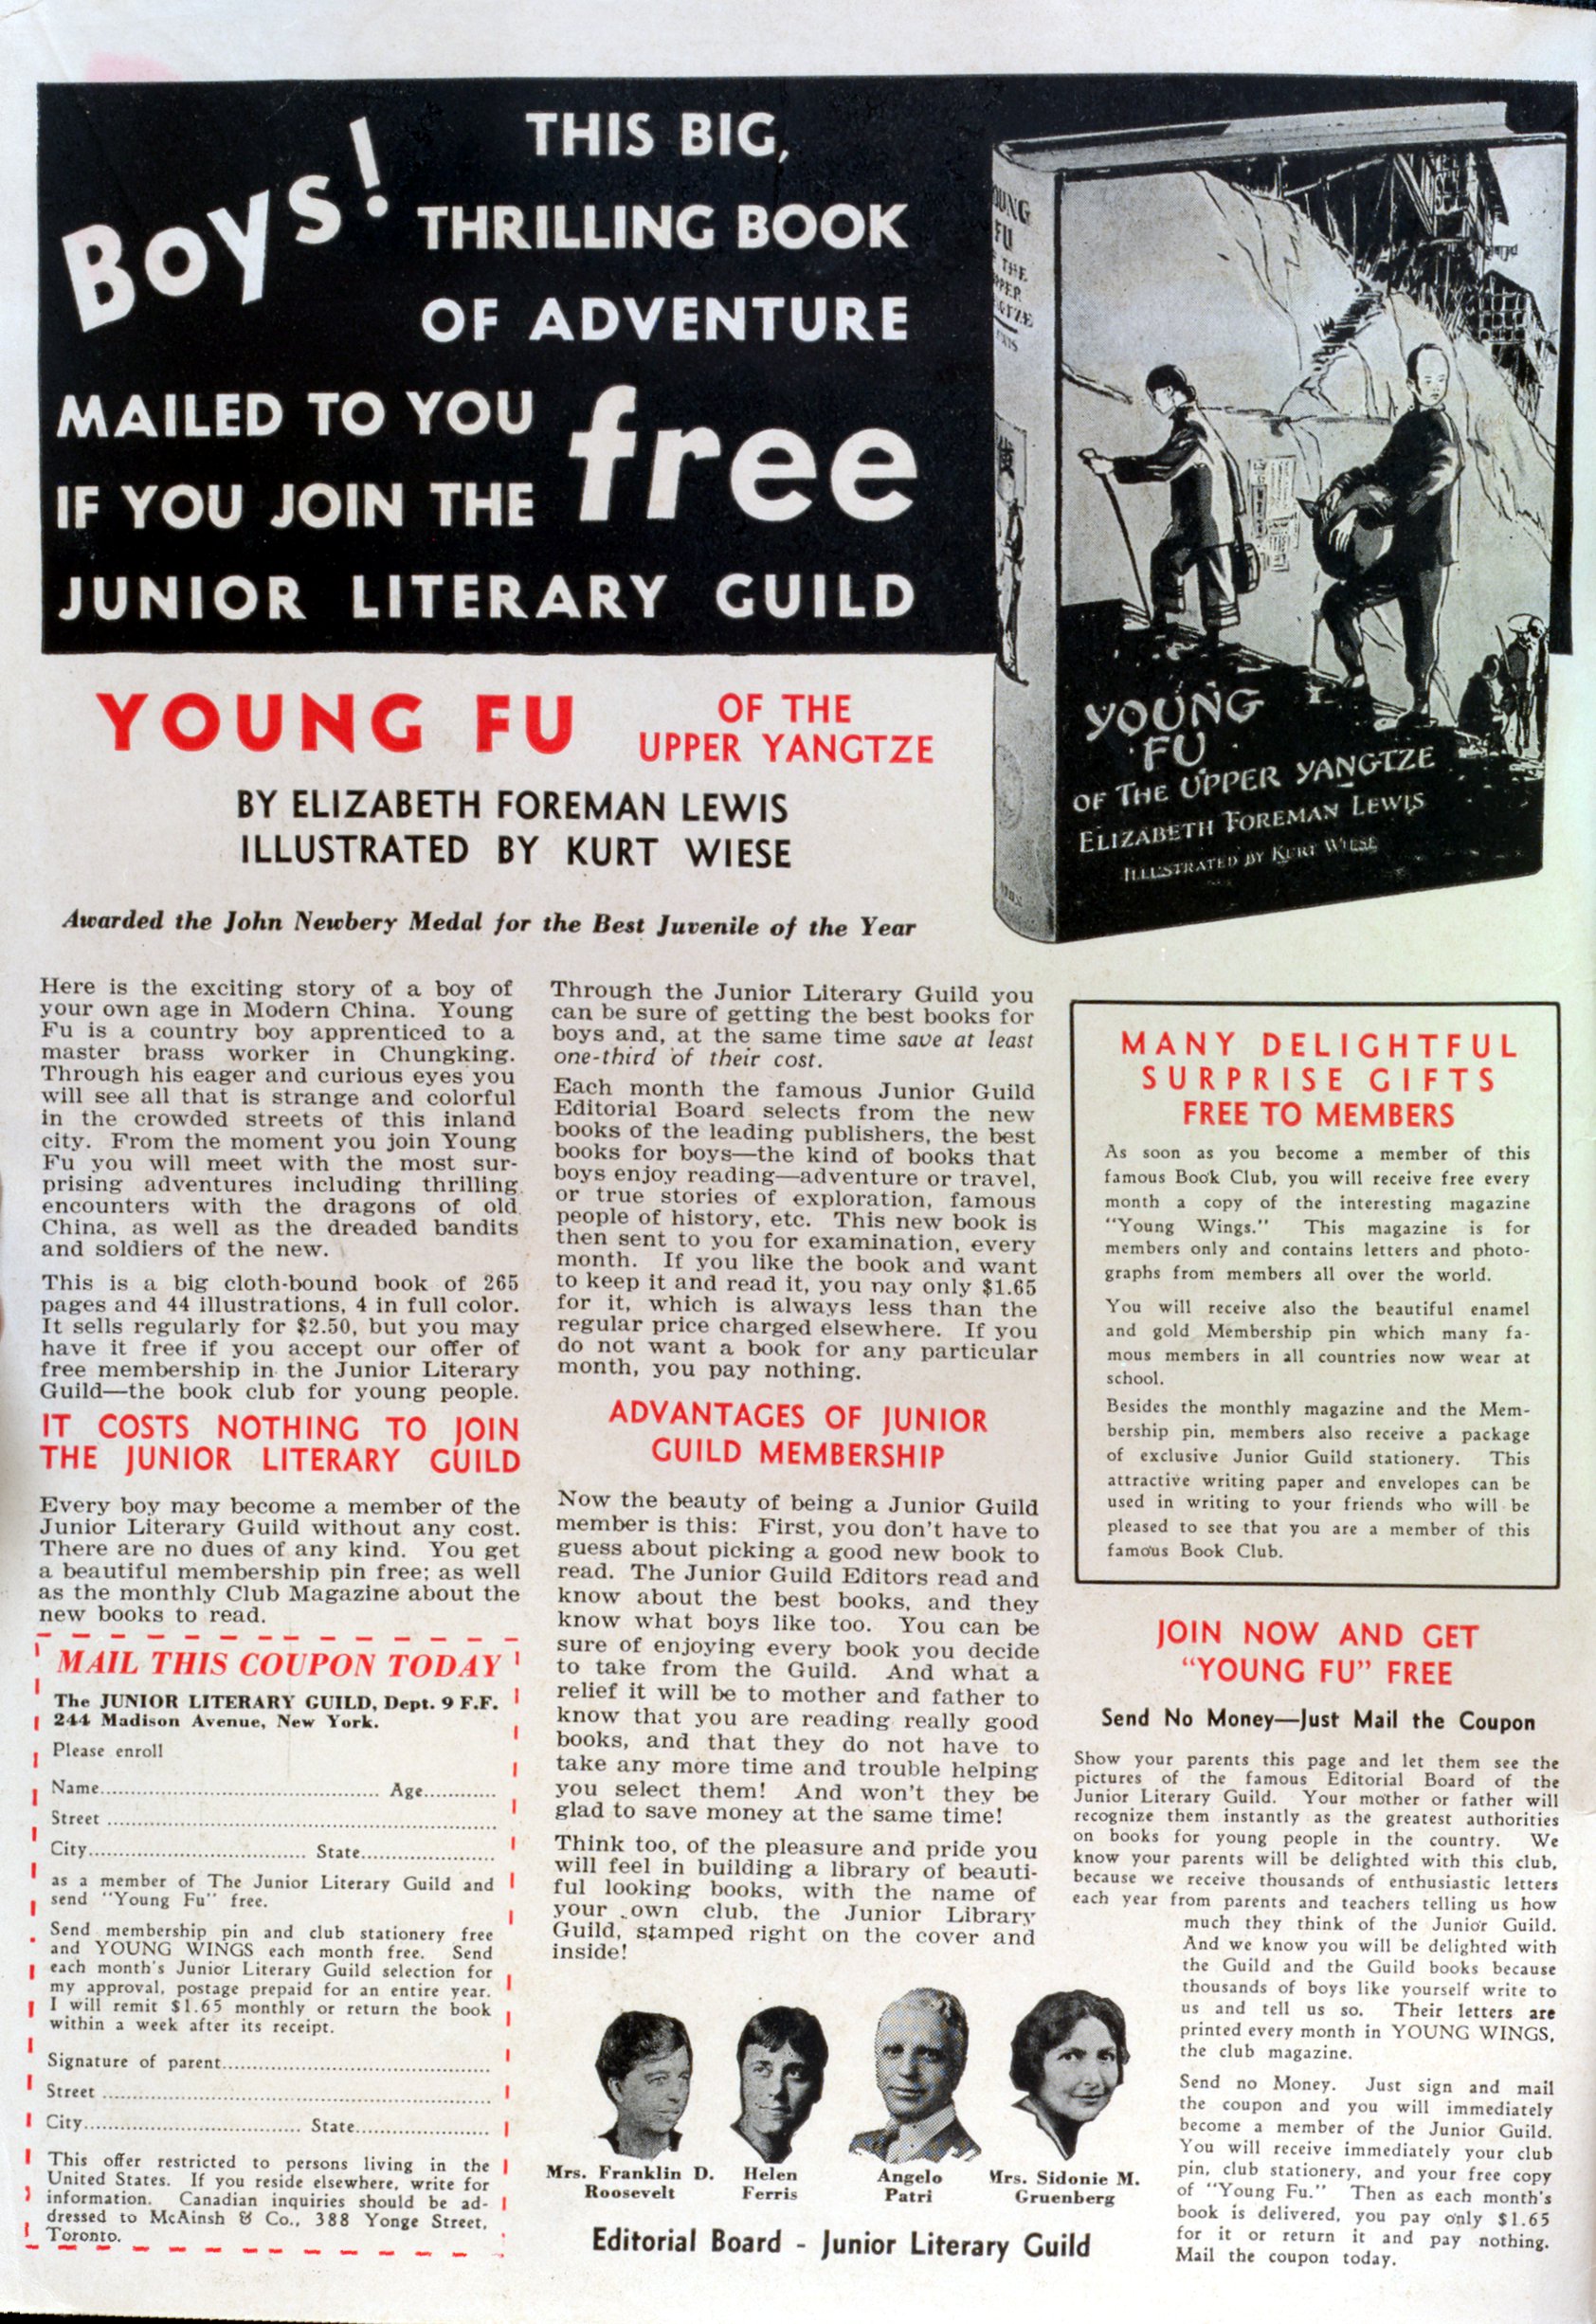 Boys!
THIS BIG,
THRILLING BOOK
OF ADVENTURE
MAILED TO YOU
IF YOU JOIN THE
free
JUNIOR LITERARY GUILD
YOUNG
FU
OF THE UPPER YANGTZE
ELIZABETH FOREMAN LEWIS
ILLUSTRATED BY KURT WIESE
YOUNG FU
OF THE
UPPER YANGTZE
BY ELIZABETH FOREMAN LEWIS
ILLUSTRATED BY KURT WIESE
Awarded the John Newbery Medal for the Best Juvenile of the Year
Here is the exciting story of a boy of
your own age in Modern China. Young
Fu is a country boy apprenticed to a
master brass worker in Chungking.
Through his eager and curious eyes you
will see all that is strange and colorful
in the crowded streets of this inland
city. From the moment you join Young
Fu you will meet with the most sur-
prising adventures including thrilling
encounters with the dragons of old
China, as well as the dreaded bandits
and soldiers of the new.
This is a big cloth-bound book of 265
pages and 44 illustrations, 4 in full color.
It sells regularly for $2.50, but you may
have it free if you accept our offer of
free membership in the Junior Literary
Guild—the book club for young people.
IT COSTS NOTHING TO JOIN
THE JUNIOR LITERARY GUILD
Every boy may become a member of the
Junior Literary Guild without any cost.
There are no dues of any kind. You get
a beautiful membership pin free; as well
as the monthly Club Magazine about the
new books to read.
MAIL THIS COUPON TODAY
The JUNIOR LITERARY GUILD, Dept. 9 F.F.
244 Madison Avenue, New York.
Please enroll
Name................................................ Age............
Street ....................................................................
City...................................... State.......................
as a member of The Junior Literary Guild and
send "Young Fu" free.
Send membership pin and club stationery free
and YOUNG WINGS each month free. Send
each month's Junior Literary Guild selection for
my approval, postage prepaid for an entire year.
I will remit $1.65 monthly or return the book
within a week after its receipt.
Signature of parent...............................................
Street ....................................................................
City...................................... State.......................
This offer restricted to persons living in the
United States. If you reside elsewhere, write for
information. Canadian inquiries should be ad-
dressed to McAinsh & Co., 388 Yonge Street,
Toronto.
Through the Junior Literary Guild you
can be sure of getting the best books for
boys and, at the same time save at least
one-third of their cost.
Each month the famous Junior Guild
Editorial Board selects from the new
books of the leading publishers, the best
books for boys—the kind of books that
boys enjoy reading—adventure or travel,
or true stories of exploration, famous
people of history, etc. This new book is
then sent to you for examination, every
month. If you like the book and want
to keep it and read it, you pay only $1.65
for it, which is always less than the
regular price charged elsewhere. If you
do not want a book for any particular
month, you pay nothing.
ADVANTAGES OF JUNIOR
GUILD MEMBERSHIP
Now the beauty of being a Junior Guild
member is this: First, you don't have to
guess about picking a good new book to
read. The Junior Guild Editors read and
know about the best books, and they
know what boys like too. You can be
sure of enjoying every book you decide
to take from the Guild. And what a
relief it will be to mother and father to
know that you are reading really good
books, and that they do not have to
take any more time and trouble helping
you select them! And won't they be
glad to save money at the same time!
Think too, of the pleasure and pride you
will feel in building a library of beauti-
ful looking books, with the name of
your own club, the Junior Library
Guild, stamped right on the cover and
inside!
Mrs. Franklin D.
Roosevelt
Helen
Ferris
Angelo
Patri
Mrs. Sidonie M.
Gruenberg
Editorial Board - Junior Literary Guild
MANY DELIGHTFUL
SURPRISE GIFTS
FREE TO MEMBERS
As soon as you become a member of this
famous Book Club, you will receive free every
month a copy of the interesting magazine
"Young Wings." This magazine is for
members only and contains letters and photo-
graphs from members all over the world.
You will receive also the beautiful enamel
and gold Membership pin which many fa-
mous members in all countries now wear at
school.
Besides the monthly magazine and the Mem-
bership pin, members also receive a package
of exclusive Junior Guild stationery. This
attractive writing paper and envelopes can be
used in writing to your friends who will be
pleased to see that you are a member of this
famous Book Club.
JOIN NOW AND GET
"YOUNG FU" FREE
Send No Money—Just Mail the Coupon
Show your parents this page and let them see the
pictures of the famous Editorial Board of the
Junior Literary Guild. Your mother or father will
recognize them instantly as the greatest authorities
on books for young people in the country. We
know your parents will be delighted with this club,
because we receive thousands of enthusiastic letters
each year from parents and teachers telling us how
much they think of the Junior Guild.
And we know you will be delighted with
the Guild and the Guild books because
thousands of boys like yourself write to
us and tell us so. Their letters are
printed every month in YOUNG WINGS,
the club magazine.
Send no Money. Just sign and mail
the coupon and you will immediately
become a member of the Junior Guild.
You will receive immediately your club
pin, club stationery, and your free copy
of "Young Fu." Then as each month's
book is delivered, you pay only $1.65
for it or return it and pay nothing.
Mail the coupon today.